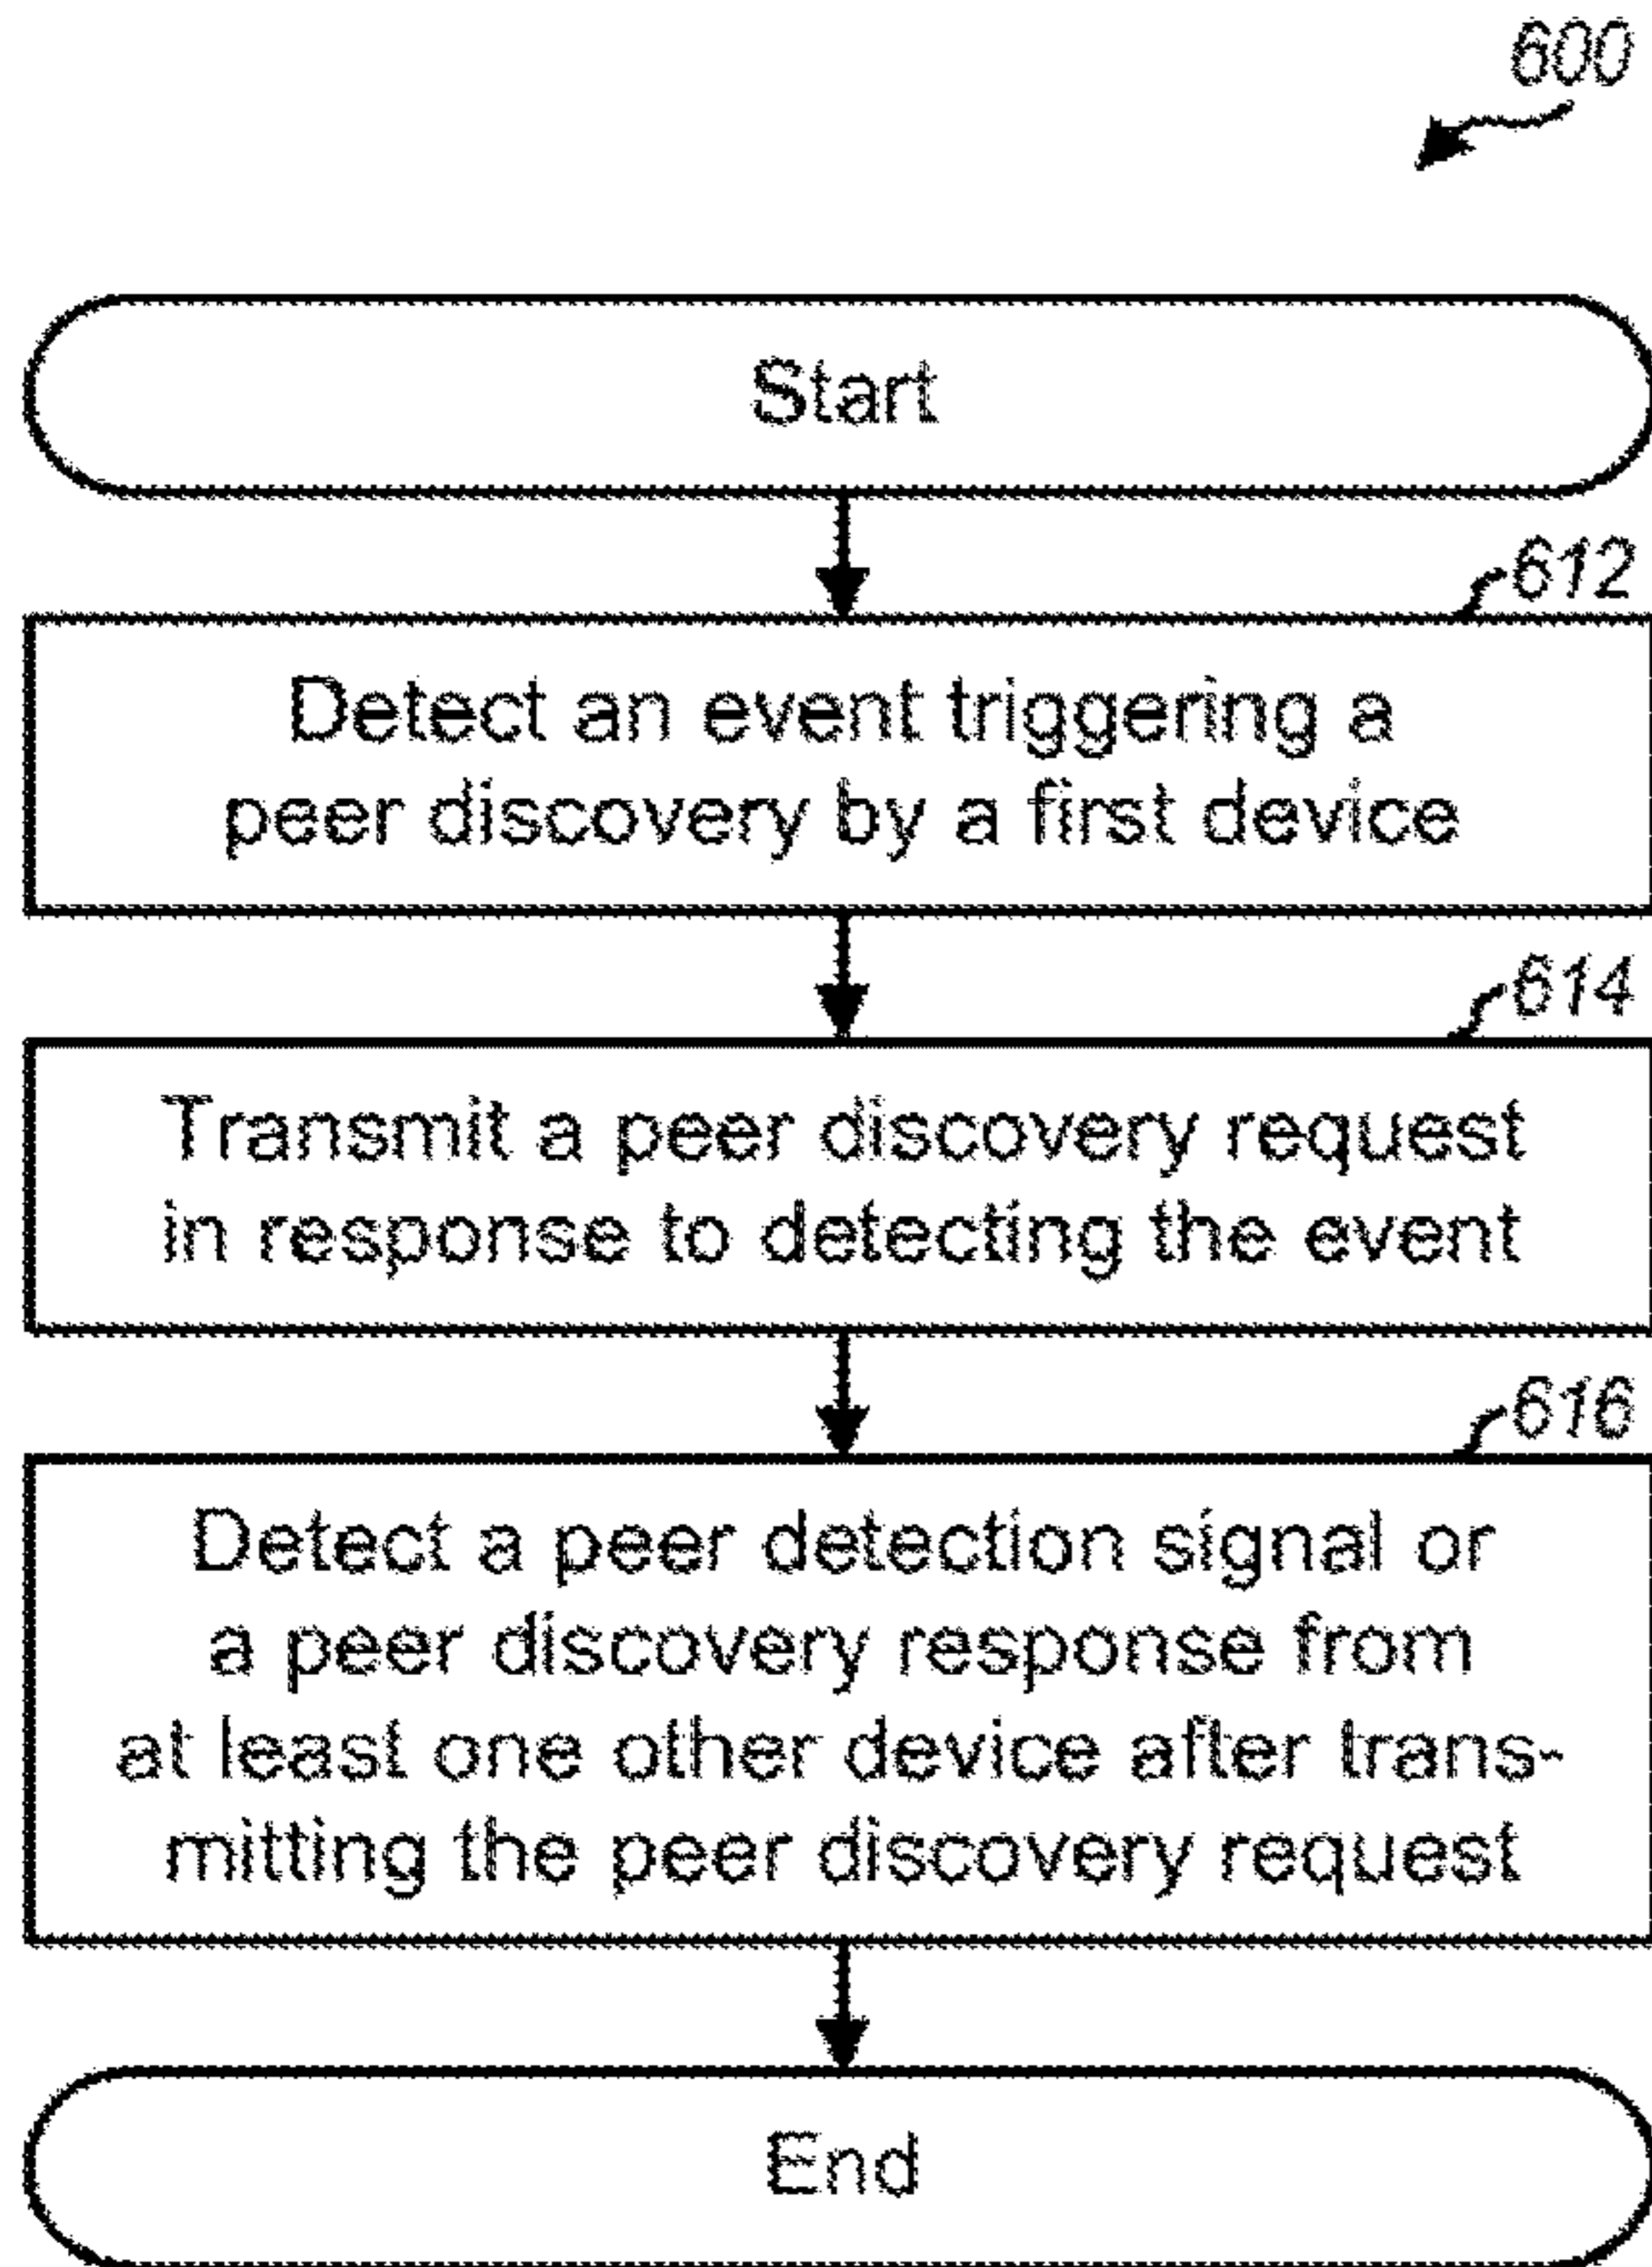 600
Start
612
Detect an event triggering a
peer discovery by a first device
614
Transmit a peer discovery request
in response to detecting the event
616
Detect a peer detection signal or
a peer discovery response from
at least one other device after trans-
mitting the peer discovery request
End